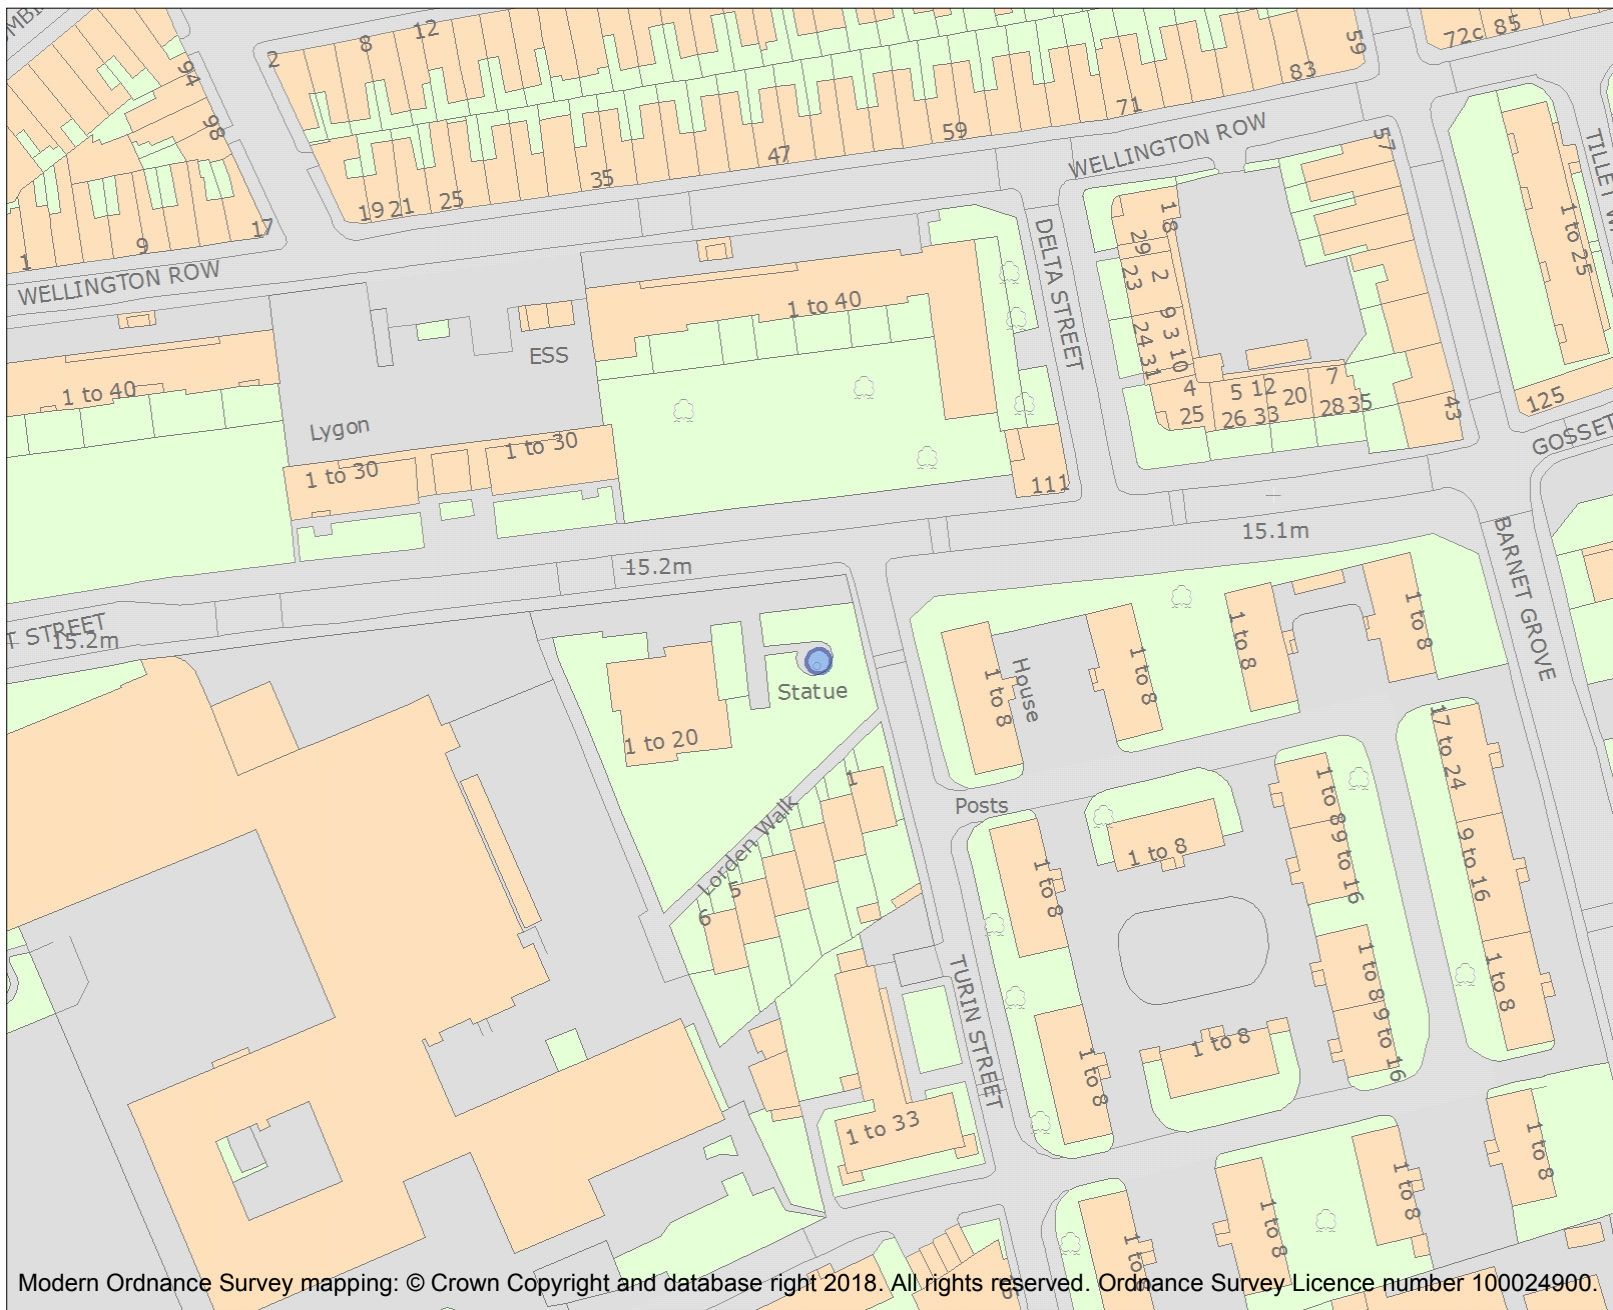 2
8
12
94
98
59
72c 85
83
71
59
47
35
25
19 21
17
9
1
WELLINGTON ROW
WELLINGTON ROW
57
1 to 25
DELTA STREET
1 8
29 2
23
9
24 3
31 10
4
25
5 12
26 33
20
7
28 35
43
125
1 to 40
1 to 40
ESS
Lygon
1 to 30
1 to 30
111
15.1m
15.2m
T STREET
15.2m
GOSSET
BARNET GROVE
1 to 20
Statue
1 to 8
House
1 to 8
1 to 8
1 to 8
17 to 24
9 to 16
1 to 8
Lorden Walk
1
5
6
Posts
1 to 8
1 to 8
1 to 8
9 to 16
1 to 8
9 to 16
1 to 8
1 to 8
TURIN STREET
1 to 33
1 to 8
1 to 8
1 to 8
1 to 8
Modern Ordnance Survey mapping: © Crown Copyright and database right 2018. All rights reserved. Ordnance Survey Licence number 100024900.